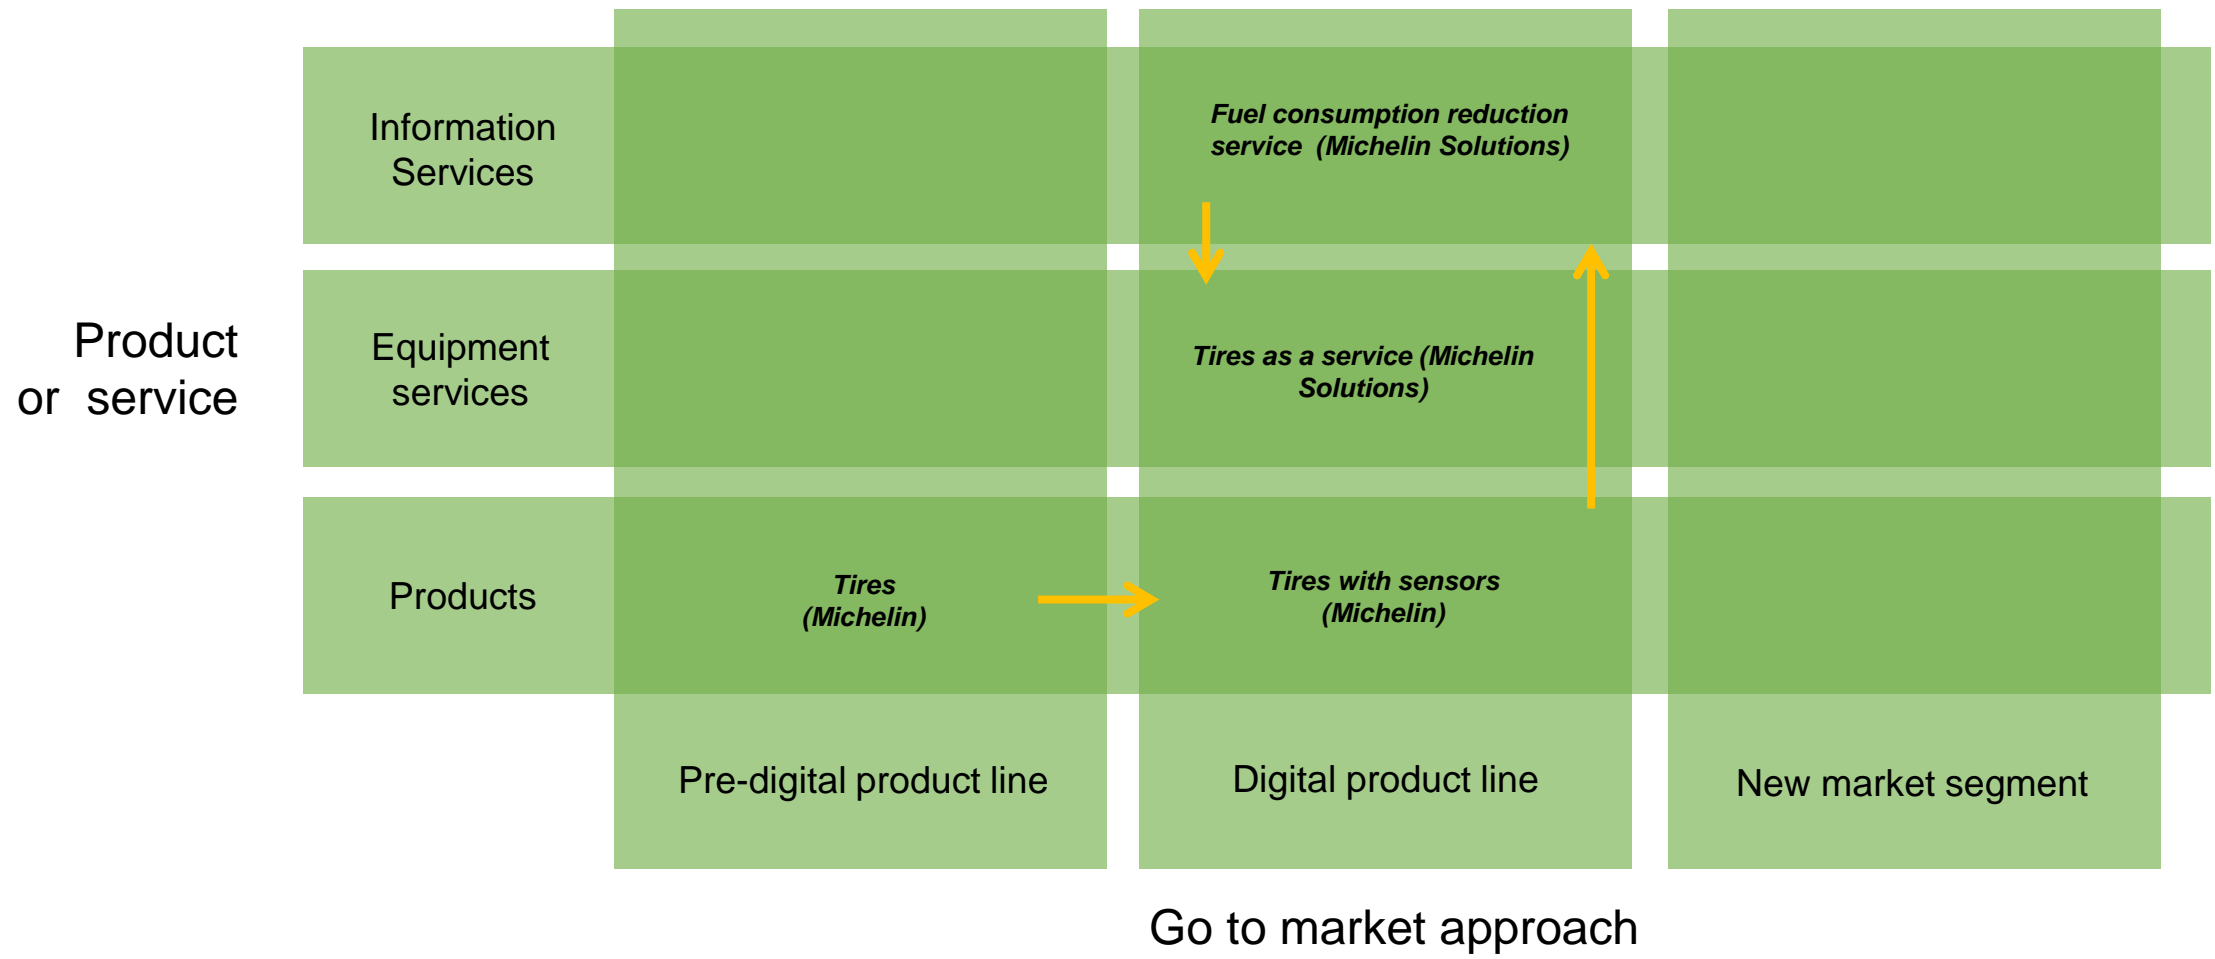 Information
Services
Fuel consumption reduction
service (Michelin Solutions)
Product
or service
Equipment
services
Tires as a service (Michelin
Solutions)
Products
Tires
(Michelin)
Tires with sensors
(Michelin)
Pre-digital product line
Digital product line
New market segment
Go to market approach